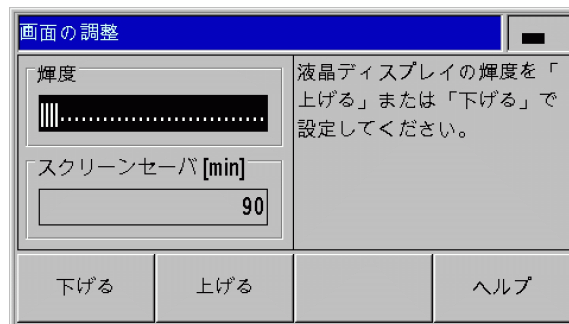 画面の調整
輝度
液晶ディスプレイの輝度を「
上げる」または「下げる」で
設定してください。
スクリーンセーバ [min]
90
下げる
上げる
ヘルプ